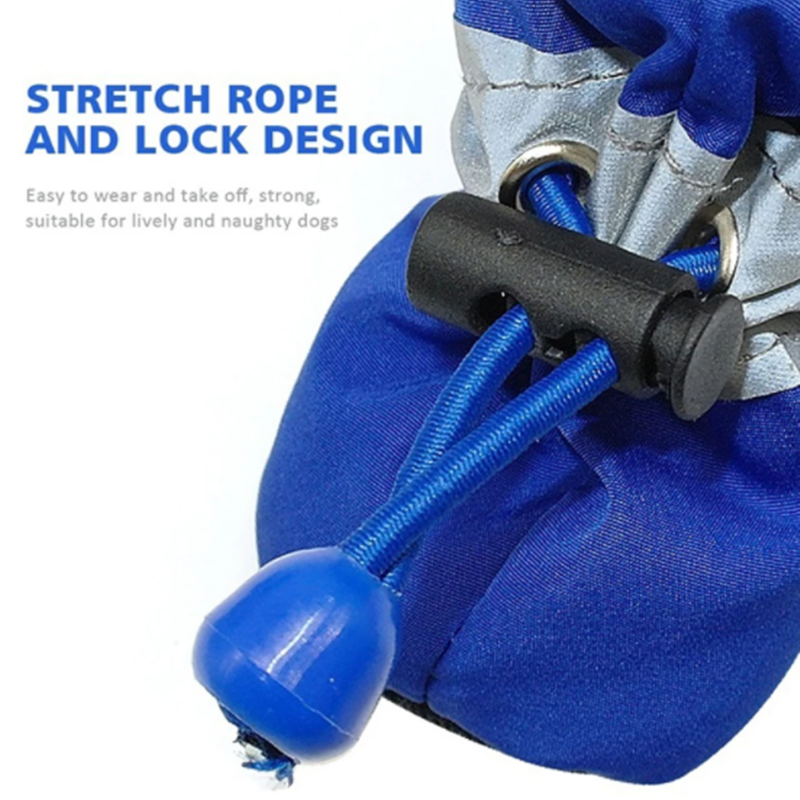 STRETCH ROPE
AND LOCK DESIGN
Easy to wear and take off, strong,
suitable for lively and naughty dogs